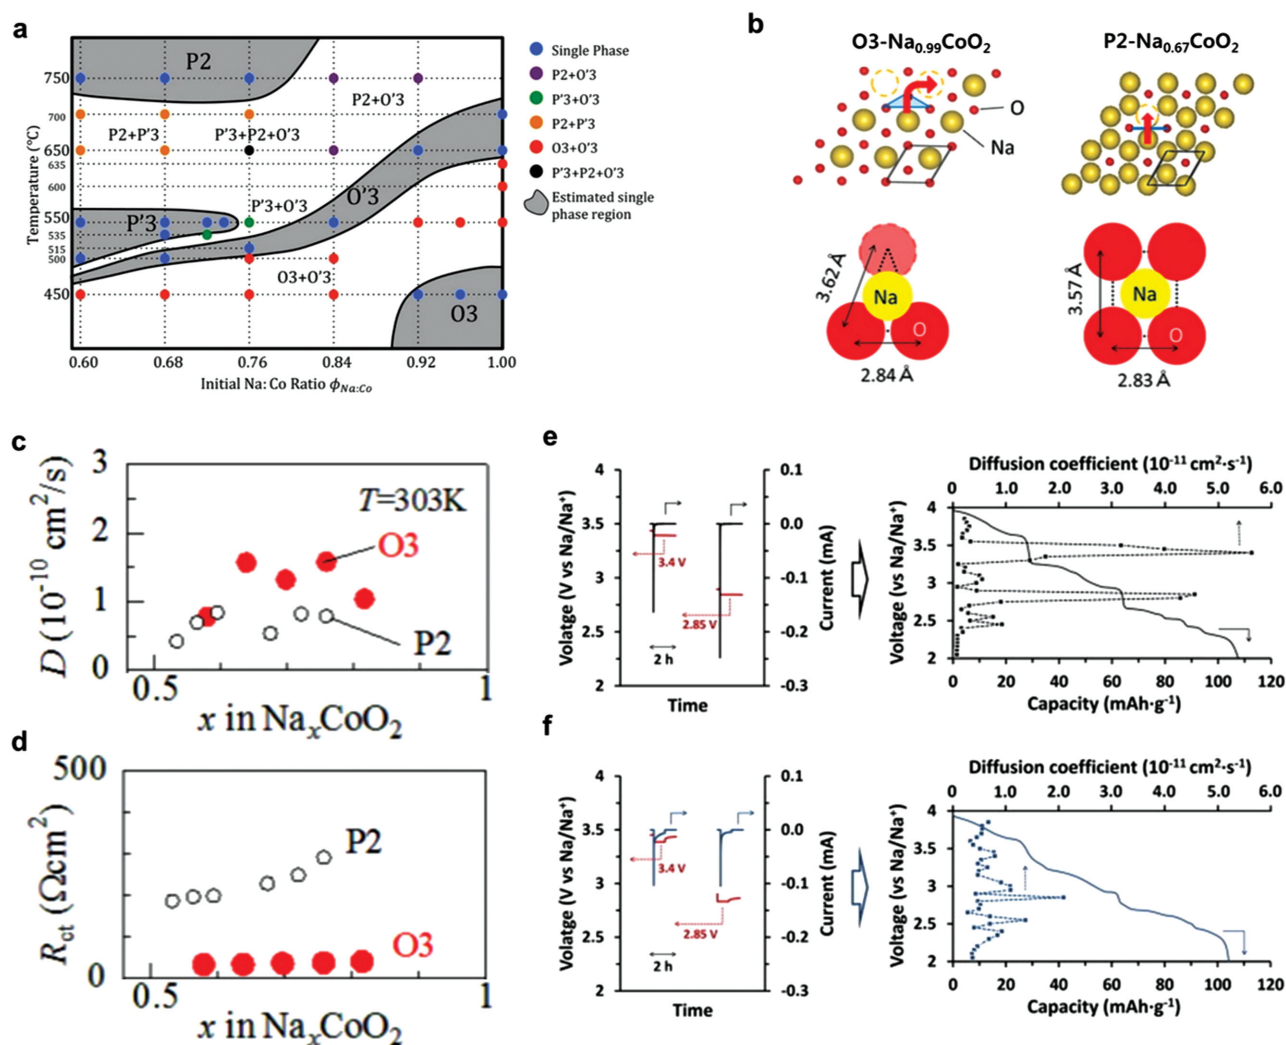 a
P2
P2+O'3
P2+P'3
P'3+P2+O'3
P'3
P'3+O'3
O'3
O3+O'3
O3
Temperature (°C)
750
700
650
635
600
550
535
515
500
450
0.60 0.68 0.76 0.84 0.92 1.00
Initial Na: Co Ratio ϕNa:Co
Single Phase
P2+O'3
P'3+O'3
P2+P'3
O3+O'3
P'3+P2+O'3
Estimated single
phase region
b
O3-Na0.99CoO2
P2-Na0.67CoO2
O
Na
3.62 Å
Na
O
2.84 Å
3.57 Å
Na
O
2.83 Å
c
3
2
1
0
D (10-10 cm2/s)
T=303K
O3
P2
0.5 1
x in NaxCoO2
d
500
0
Rct (Ωcm2)
P2
O3
0.5 1
x in NaxCoO2
e
Volatge (V vs Na/Na+)
4
3.5
3
2.5
2
3.4 V
2.85 V
2 h
Time
0.1
0.0
-0.1
-0.2
-0.3
Current (mA)
Diffusion coefficient (10-11 cm2·s-1)
0 1.0 2.0 3.0 4.0 5.0 6.0
Voltage (vs Na/Na+)
4
3.5
3
2.5
2
0 20 40 60 80 100 120
Capacity (mAh·g-1)
f
Volatge (V vs Na/Na+)
4
3.5
3
2.5
2
3.4 V
2.85 V
2 h
Time
0.1
0.0
-0.1
-0.2
-0.3
Current (mA)
Diffusion coefficient (10-11 cm2·s-1)
0 1.0 2.0 3.0 4.0 5.0 6.0
Voltage (vs Na/Na+)
4
3.5
3
2.5
2
0 20 40 60 80 100 120
Capacity (mAh·g-1)